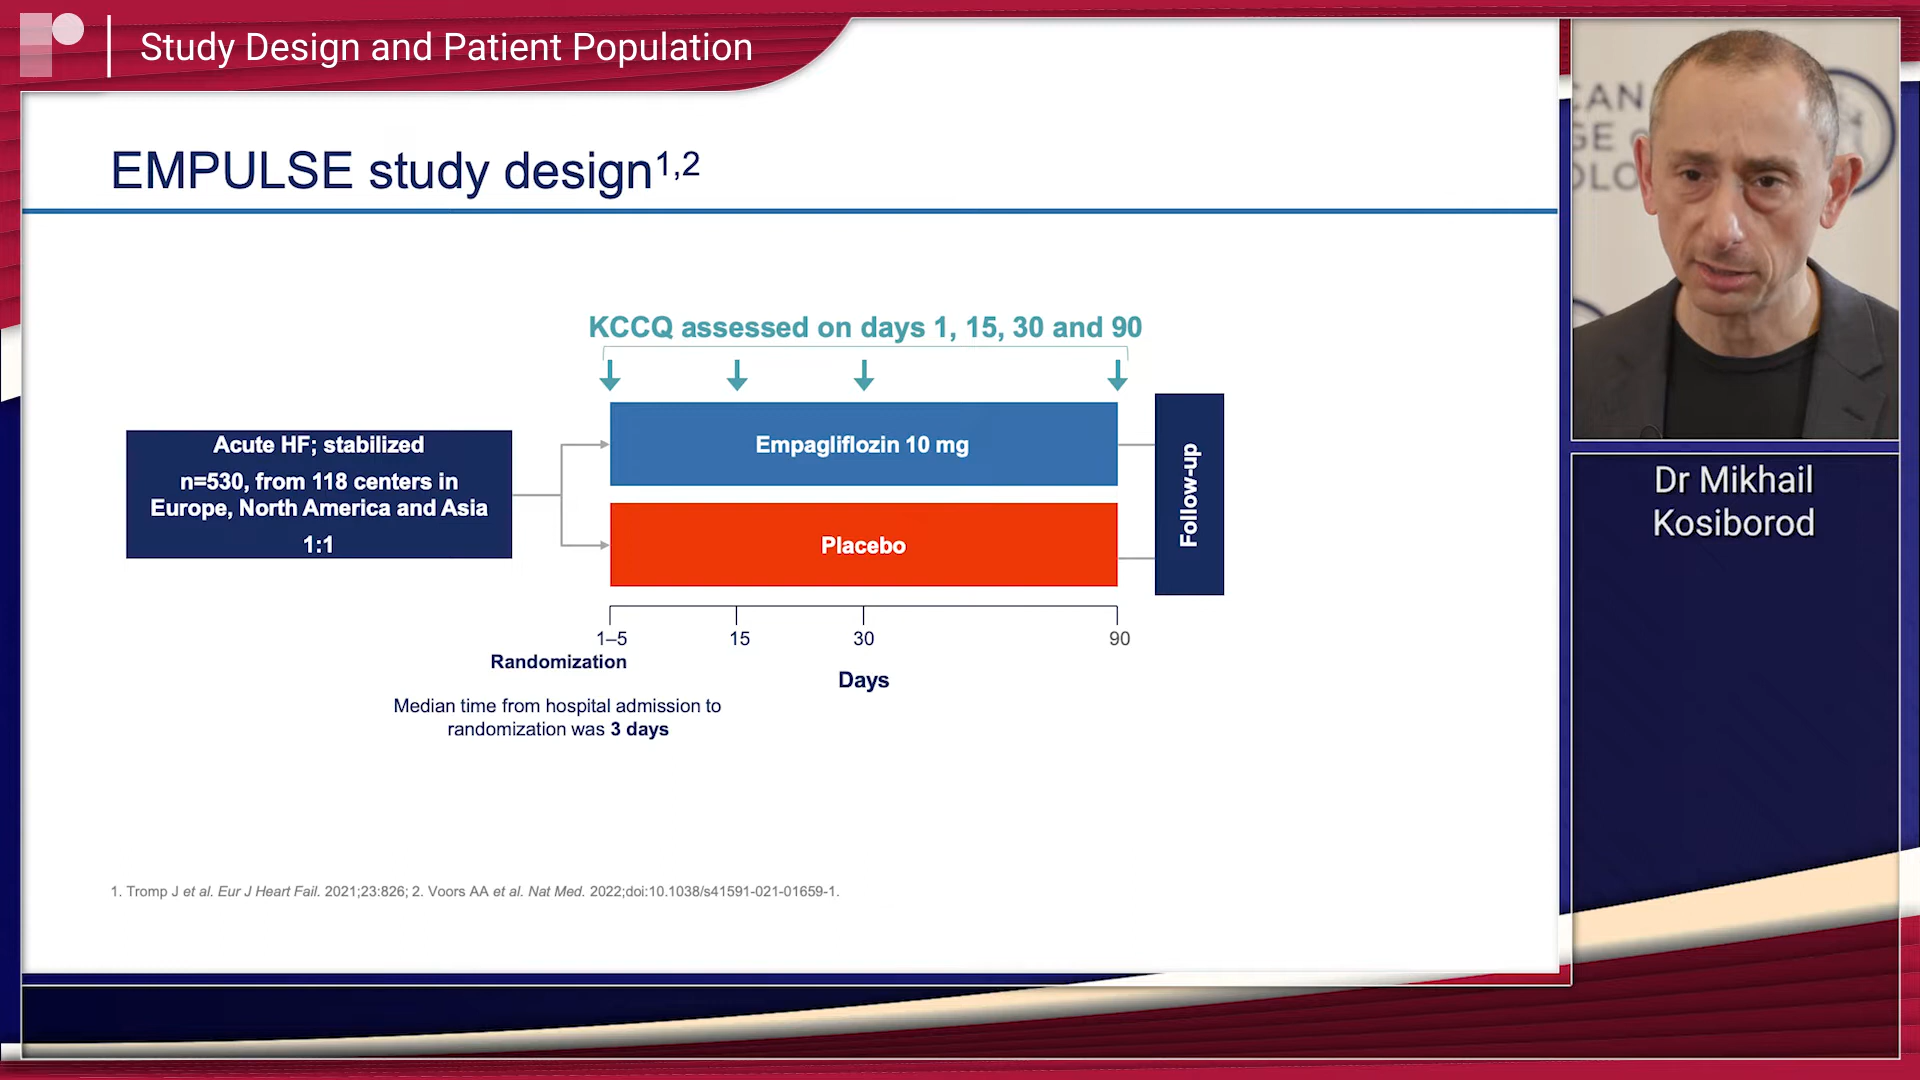 Study Design and Patient Population
EMPULSE study design1,2
KCCQ assessed on days 1, 15, 30 and 90
Acute HF; stabilized
n=530, from 118 centers in
Europe, North America and Asia
1:1
Empagliflozin 10 mg
Placebo
Follow-up
1–5
15
30
90
Randomization
Days
Median time from hospital admission to
randomization was 3 days
1. Tromp J et al. Eur J Heart Fail. 2021;23:826; 2. Voors AA et al. Nat Med. 2022;doi:10.1038/s41591-021-01659-1.
CAN
GE
OLO
Dr Mikhail
Kosiborod